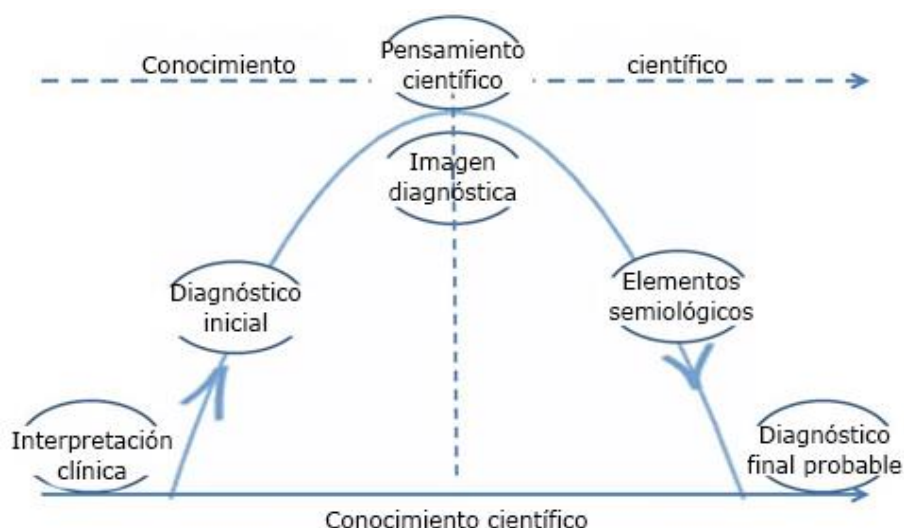 Pensamiento
científico
Conocimiento
científico
Imagen
diagnóstica
Diagnóstico
inicial
Elementos
semiológicos
Interpretación
clínica
Diagnóstico
final probable
Conocimiento científico